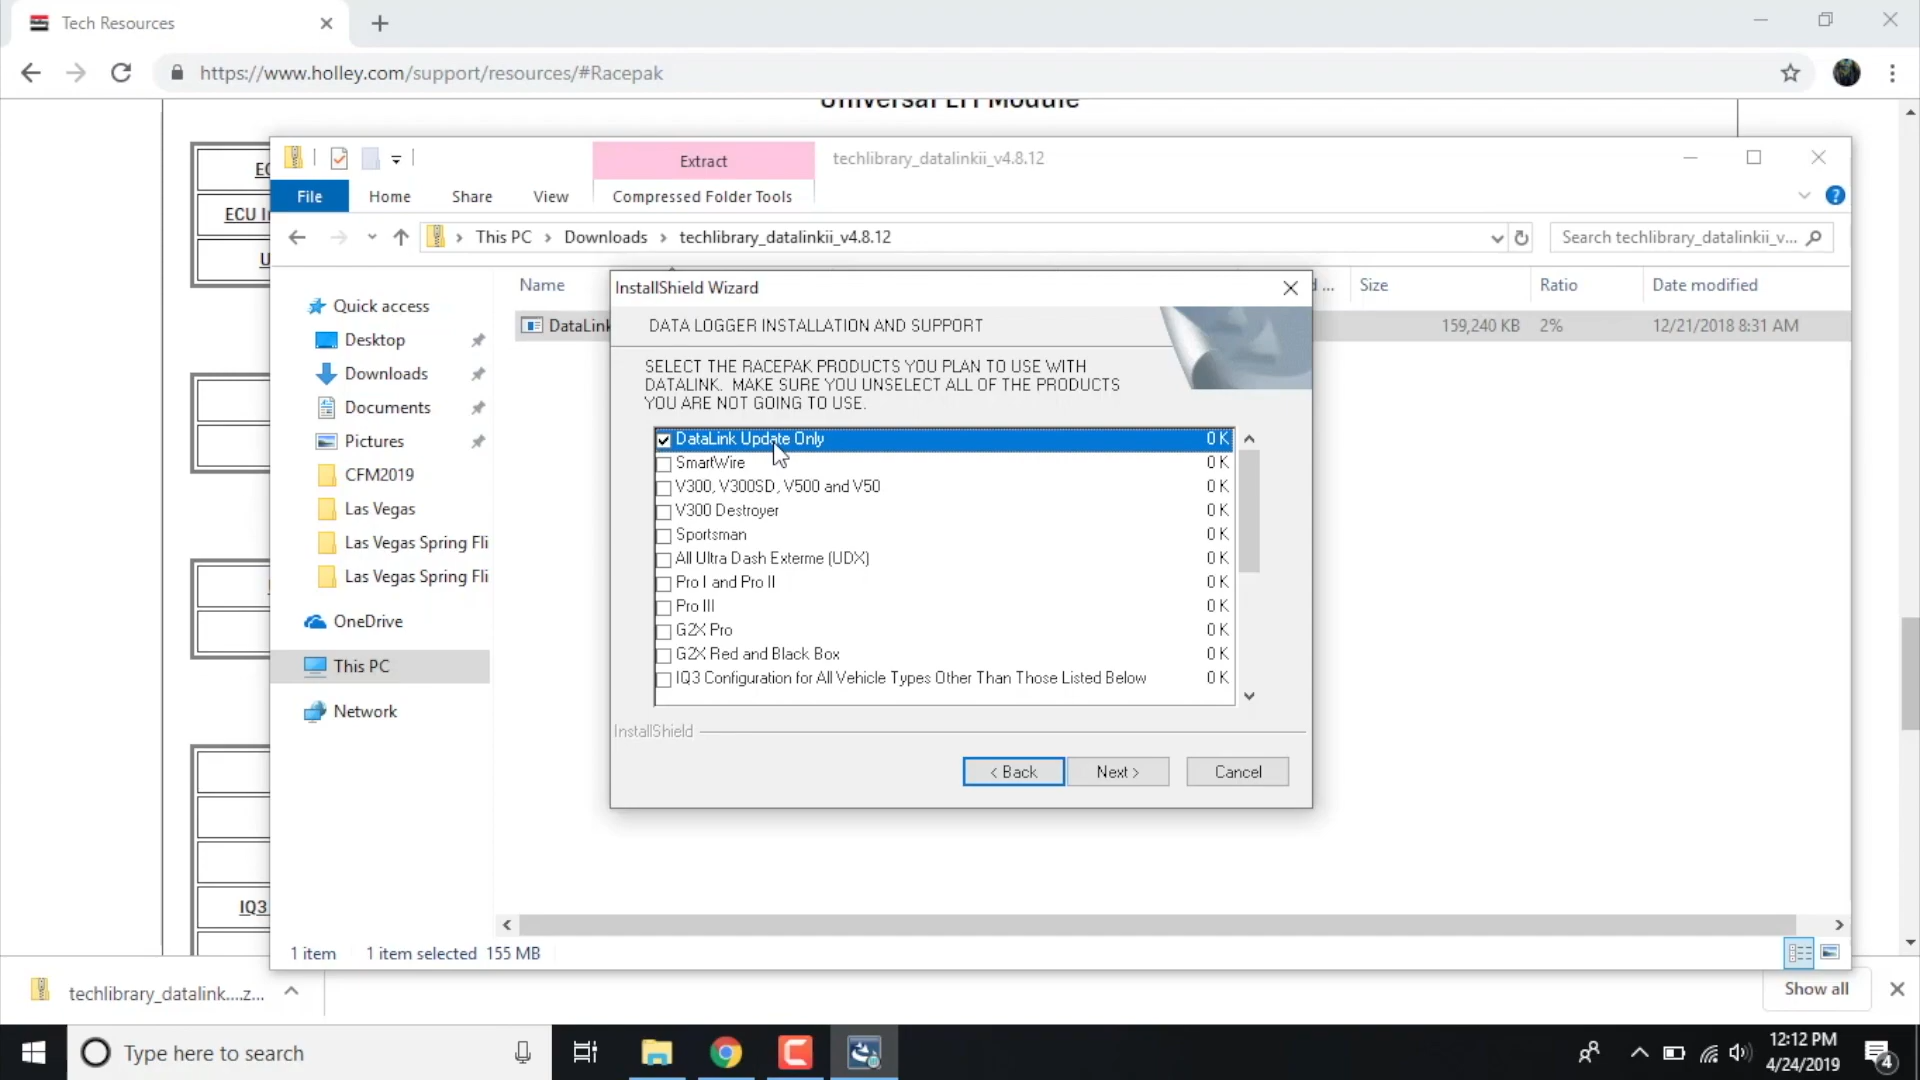 Tech Resources
https://www.holley.com/support/resources/#Racepak
Universal EFI Module
Extract
techlibrary_datalinkii_v4.8.12
File
Home
Share
View
Compressed Folder Tools
This PC
Downloads
techlibrary_datalinkii_v4.8.12
Search techlibrary_datalinkii_v...
ECU I
Quick access
Desktop
Downloads
Documents
Pictures
CFM2019
Las Vegas
Las Vegas Spring Fli
Las Vegas Spring Fli
OneDrive
This PC
Network
Name
Size
Ratio
Date modified
DataLink
159,240 KB
2%
12/21/2018 8:31 AM
InstallShield Wizard
DATA LOGGER INSTALLATION AND SUPPORT
SELECT THE RACEPAK PRODUCTS YOU PLAN TO USE WITH
DATALINK. MAKE SURE YOU UNSELECT ALL OF THE PRODUCTS
YOU ARE NOT GOING TO USE.
DataLink Update Only 0 K
SmartWire 0 K
V300, V300SD, V500 and V50 0 K
V300 Destroyer 0 K
Sportsman 0 K
All Ultra Dash Exterme (UDX) 0 K
Pro I and Pro II 0 K
Pro III 0 K
G2X Pro 0 K
G2X Red and Black Box 0 K
IQ3 Configuration for All Vehicle Types Other Than Those Listed Below 0 K
InstallShield
< Back
Next >
Cancel
IQ3
1 item
1 item selected 155 MB
techlibrary_datalink....z...
Show all
Type here to search
12:12 PM
4/24/2019
4